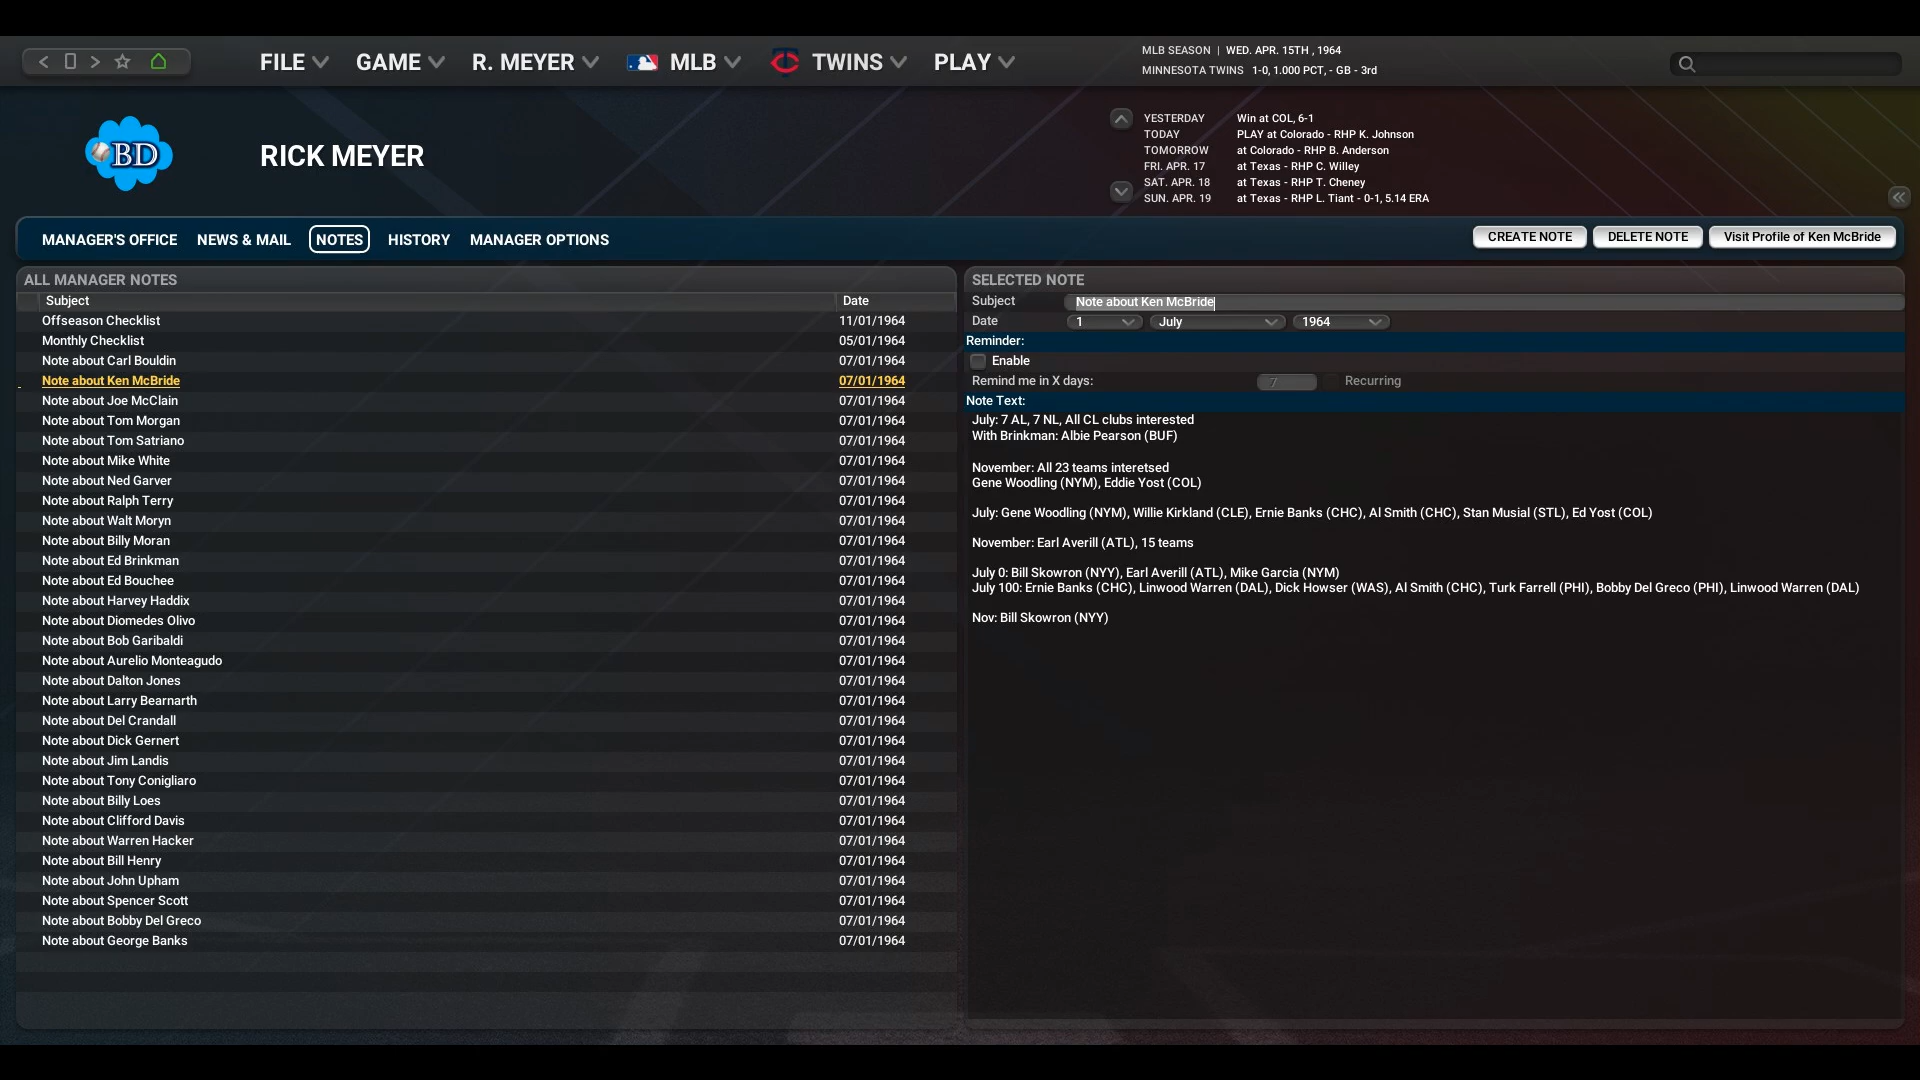 FILE GAME R. MEYER MLB TWINS PLAY
MLB SEASON | WED. APR. 15TH , 1964
MINNESOTA TWINS 1-0, 1.000 PCT, - GB - 3rd
BD
RICK MEYER
YESTERDAY Win at COL, 6-1
TODAY PLAY at Colorado - RHP K. Johnson
TOMORROW at Colorado - RHP B. Anderson
FRI. APR. 17 at Texas - RHP C. Willey
SAT. APR. 18 at Texas - RHP T. Cheney
SUN. APR. 19 at Texas - RHP L. Tiant - 0-1, 5.14 ERA
MANAGER'S OFFICE NEWS & MAIL NOTES HISTORY MANAGER OPTIONS
CREATE NOTE DELETE NOTE Visit Profile of Ken McBride
ALL MANAGER NOTES
Subject Date
Offseason Checklist 11/01/1964
Monthly Checklist 05/01/1964
Note about Carl Bouldin 07/01/1964
Note about Ken McBride 07/01/1964
Note about Joe McClain 07/01/1964
Note about Tom Morgan 07/01/1964
Note about Tom Satriano 07/01/1964
Note about Mike White 07/01/1964
Note about Ned Garver 07/01/1964
Note about Ralph Terry 07/01/1964
Note about Walt Moryn 07/01/1964
Note about Billy Moran 07/01/1964
Note about Ed Brinkman 07/01/1964
Note about Ed Bouchee 07/01/1964
Note about Harvey Haddix 07/01/1964
Note about Diomedes Olivo 07/01/1964
Note about Bob Garibaldi 07/01/1964
Note about Aurelio Monteagudo 07/01/1964
Note about Dalton Jones 07/01/1964
Note about Larry Bearnarth 07/01/1964
Note about Del Crandall 07/01/1964
Note about Dick Gernert 07/01/1964
Note about Jim Landis 07/01/1964
Note about Tony Conigliaro 07/01/1964
Note about Billy Loes 07/01/1964
Note about Clifford Davis 07/01/1964
Note about Warren Hacker 07/01/1964
Note about Bill Henry 07/01/1964
Note about John Upham 07/01/1964
Note about Spencer Scott 07/01/1964
Note about Bobby Del Greco 07/01/1964
Note about George Banks 07/01/1964
SELECTED NOTE
Subject Note about Ken McBride
Date 1 July 1964
Reminder:
Enable
Remind me in X days: 7 Recurring
Note Text:
July: 7 AL, 7 NL, All CL clubs interested
With Brinkman: Albie Pearson (BUF)
November: All 23 teams interetsed
Gene Woodling (NYM), Eddie Yost (COL)
July: Gene Woodling (NYM), Willie Kirkland (CLE), Ernie Banks (CHC), Al Smith (CHC), Stan Musial (STL), Ed Yost (COL)
November: Earl Averill (ATL), 15 teams
July 0: Bill Skowron (NYY), Earl Averill (ATL), Mike Garcia (NYM)
July 100: Ernie Banks (CHC), Linwood Warren (DAL), Dick Howser (WAS), Al Smith (CHC), Turk Farrell (PHI), Bobby Del Greco (PHI), Linwood Warren (DAL)
Nov: Bill Skowron (NYY)